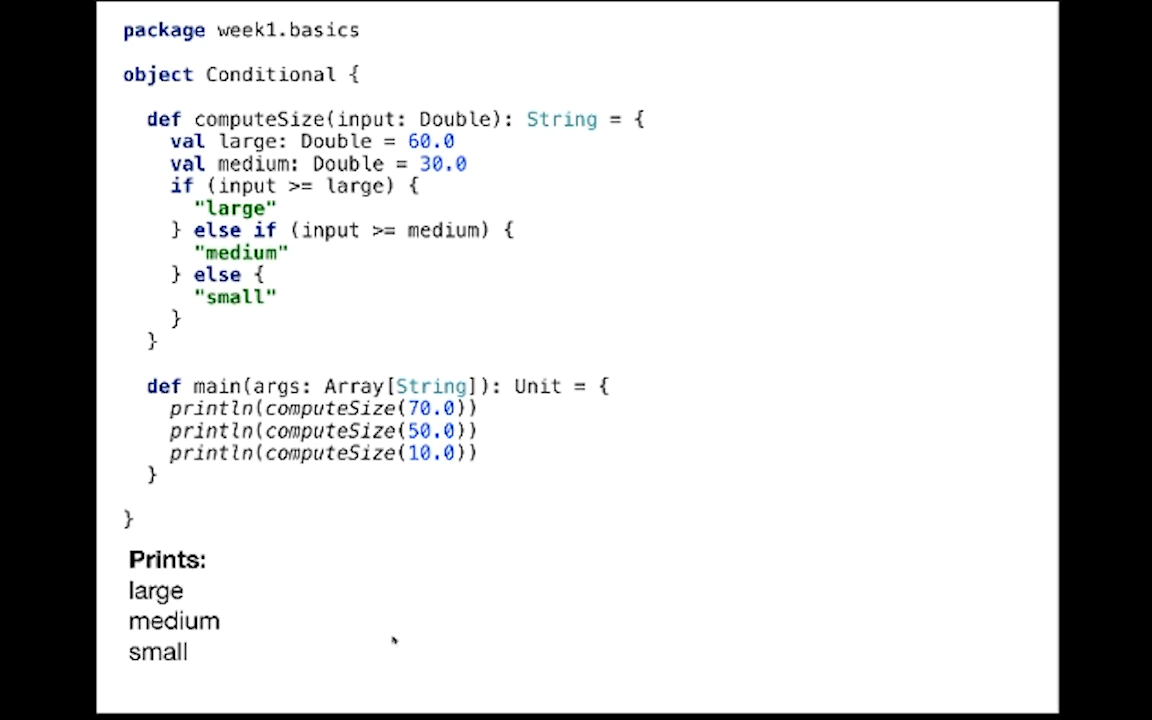 package week1.basics
object Conditional {
def computeSize(input: Double): String = {
val large: Double = 60.0
val medium: Double = 30.0
if (input >= large) {
"large"
} else if (input >= medium) {
"medium"
} else {
"small"
}
}
def main(args: Array[String]): Unit = {
println(computeSize(70.0))
println(computeSize(50.0))
println(computeSize(10.0))
}
}
Prints:
large
medium
small